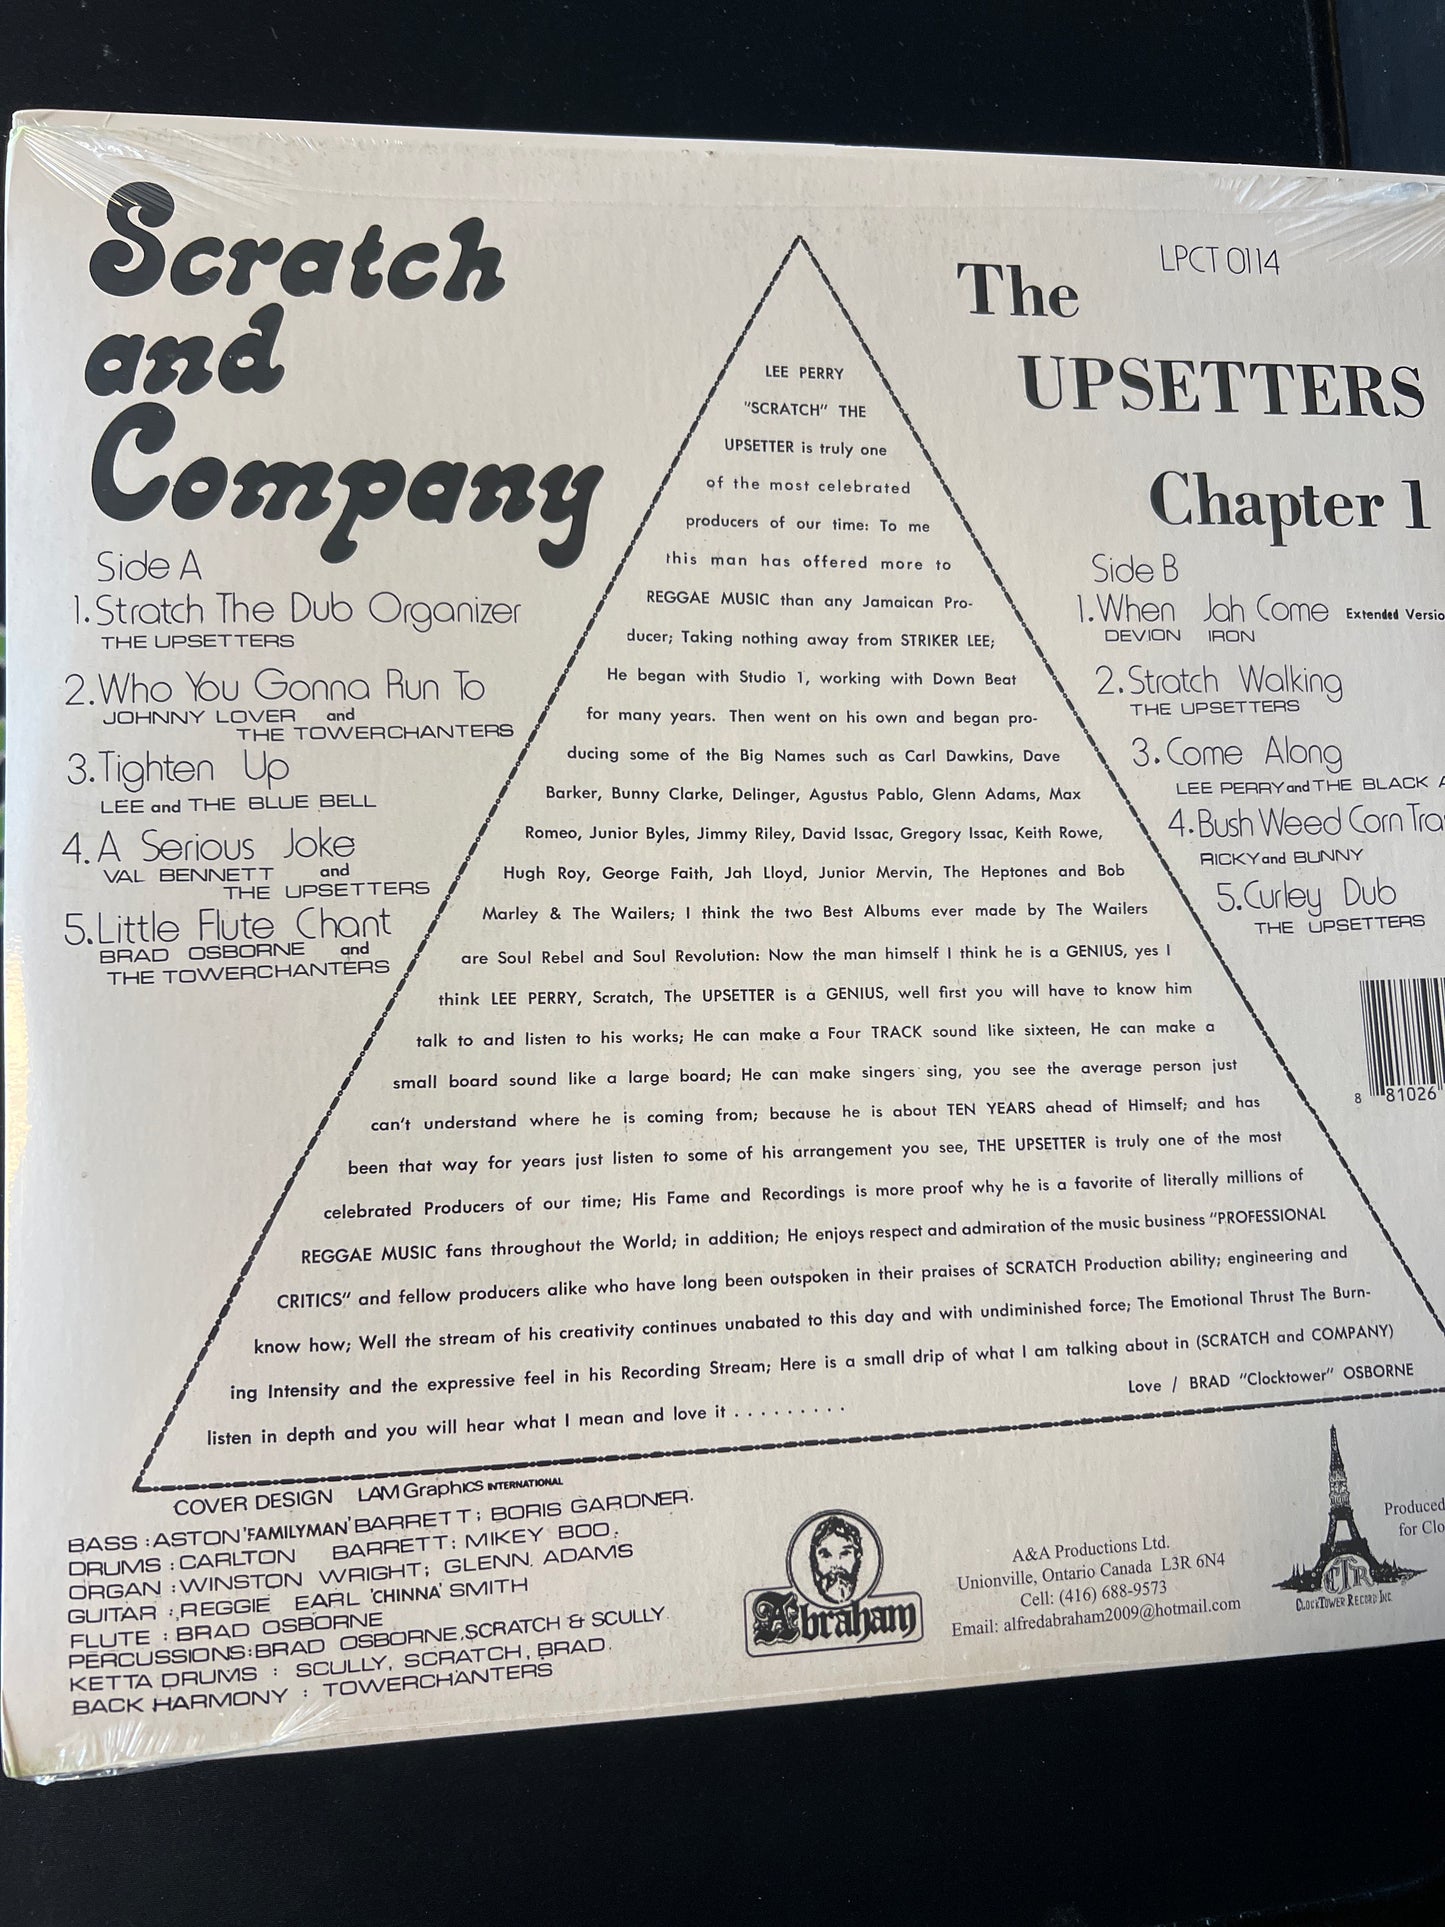 Scratch
and
Company
Side A
1. Stratch The Dub Organizer
THE UPSETTERS
2. Who You Gonna Run To
JOHNNY LOVER and
THE TOWERCHANTERS
3. Tighten Up
LEE and THE BLUE BELL
4. A Serious Joke
VAL BENNETT and
THE UPSETTERS
5. Little Flute Chant
BRAD OSBORNE and
THE TOWERCHANTERS
LEE PERRY
"SCRATCH" THE
UPSETTER is truly one
of the most celebrated
producers of our time: To me
this man has offered more to
REGGAE MUSIC than any Jamaican Pro-
ducer; Taking nothing away from STRIKER LEE;
He began with Studio 1, working with Down Beat
for many years. Then went on his own and began pro-
ducing some of the Big Names such as Carl Dawkins, Dave
Barker, Bunny Clarke, Delinger, Agustus Pablo, Glenn Adams, Max
Romeo, Junior Byles, Jimmy Riley, David Issac, Gregory Issac, Keith Rowe,
Hugh Roy, George Faith, Jah Lloyd, Junior Mervin, The Heptones and Bob
Marley & The Wailers; I think the two Best Albums ever made by The Wailers
are Soul Rebel and Soul Revolution: Now the man himself I think he is a GENIUS, yes I
think LEE PERRY, Scratch, The UPSETTER is a GENIUS, well first you will have to know him
talk to and listen to his works; He can make a Four TRACK sound like sixteen, He can make a
small board sound like a large board; He can make singers sing, you see the average person just
can't understand where he is coming from; because he is about TEN YEARS ahead of Himself; and has
been that way for years just listen to some of his arrangement you see, THE UPSETTER is truly one of the most
celebrated Producers of our time; His Fame and Recordings is more proof why he is a favorite of literally millions of
REGGAE MUSIC fans throughout the World; in addition; He enjoys respect and admiration of the music business "PROFESSIONAL
CRITICS" and fellow producers alike who have long been outspoken in their praises of SCRATCH Production ability; engineering and
know how; Well the stream of his creativity continues unabated to this day and with undiminished force; The Emotional Thrust The Burn-
ing Intensity and the expressive feel in his Recording Stream; Here is a small drip of what I am talking about in (SCRATCH and COMPANY)
listen in depth and you will hear what I mean and love it . . . . . . . . .
Love / BRAD "Clocktower" OSBORNE
LPCT 0114
The
UPSETTERS
Chapter 1
Side B
1. When Jah Come Extended Versio
DEVION IRON
2. Stratch Walking
THE UPSETTERS
3. Come Along
LEE PERRY and THE BLACK A
4. Bush Weed Corn Tra
RICKY and BUNNY
5. Curley Dub
THE UPSETTERS
8 81026
COVER DESIGN LAM Graphics INTERNATIONAL
BASS : ASTON 'FAMILYMAN' BARRETT; BORIS GARDNER.
DRUMS : CARLTON BARRETT: MIKEY BOO.
ORGAN : WINSTON WRIGHT; GLENN. ADAMS
GUITAR : REGGIE EARL 'CHINNA' SMITH
FLUTE : BRAD OSBORNE
PERCUSSIONS: BRAD OSBORNE, SCRATCH & SCULLY.
KETTA DRUMS : SCULLY, SCRATCH, BRAD.
BACK HARMONY : TOWERCHANTERS
Abraham
A&A Productions Ltd.
Unionville, Ontario Canada L3R 6N4
Cell: (416) 688-9573
Email: alfredabraham2009@hotmail.com
CTR
CLOCKTOWER RECORD INC.
Produced
for Clo